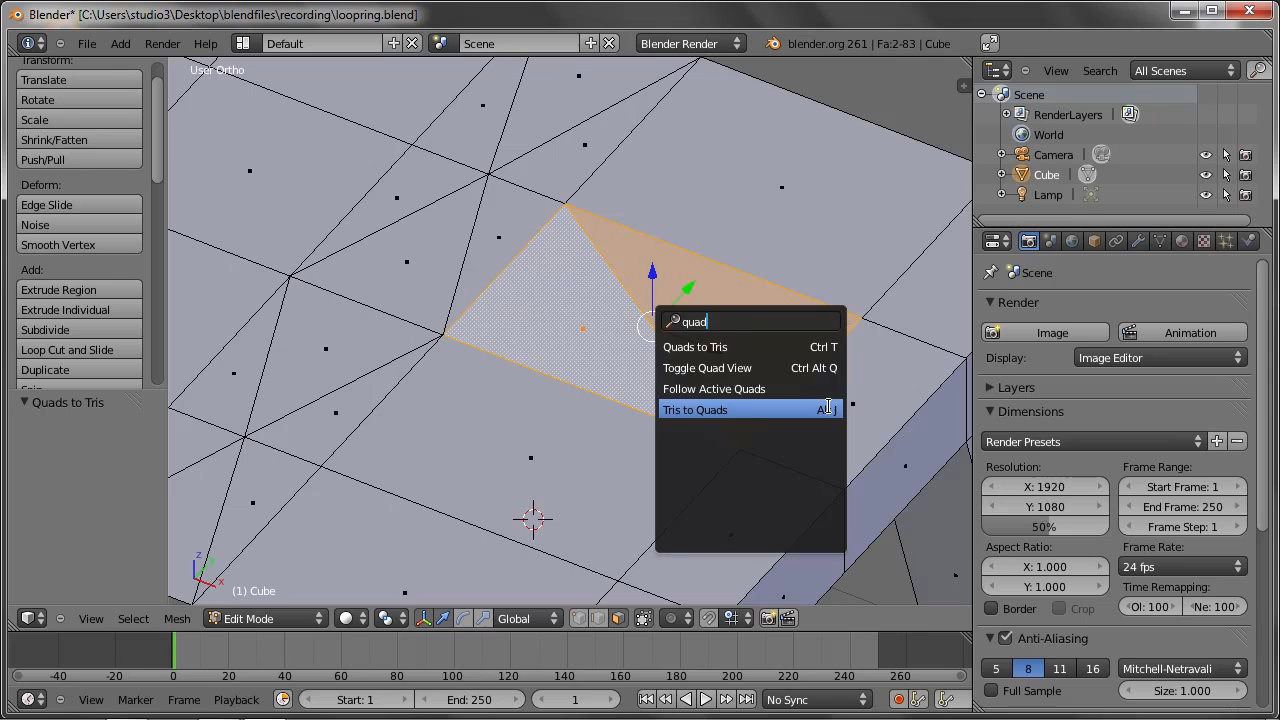 Blender* [C:\Users\studio3\Desktop\blendfiles\recording\loopring.blend]
File Add Render Help Default Scene Blender Render blender.org 261 | Fa:2-83 | Cube
Transform:
Translate
Rotate
Scale
Shrink/Fatten
Push/Pull
Deform:
Edge Slide
Noise
Smooth Vertex
Add:
Extrude Region
Extrude Individual
Subdivide
Loop Cut and Slide
Duplicate
Quads to Tris
User Ortho
quad
Quads to Tris Ctrl T
Toggle Quad View Ctrl Alt Q
Follow Active Quads
Tris to Quads
z
y
x
(1) Cube
View Search All Scenes
Scene
RenderLayers
World
Camera
Cube
Lamp
Scene
Render
Image Animation
Display: Image Editor
Layers
Dimensions
Render Presets
Resolution: Frame Range:
X: 1920 Start Frame: 1
Y: 1080 End Frame: 250
50% Frame Step: 1
Aspect Ratio: Frame Rate:
X: 1.000 24 fps
Y: 1.000 Time Remapping:
Border Crop Ol: 100 Ne: 100
Anti-Aliasing
5 8 11 16 Mitchell-Netravali
Full Sample Size: 1.000
View Select Mesh Edit Mode Global
-40 -20 0 20 40 60 80 100 120 140 160 180 200 220 240 260
View Marker Frame Playback Start: 1 End: 250 1 No Sync